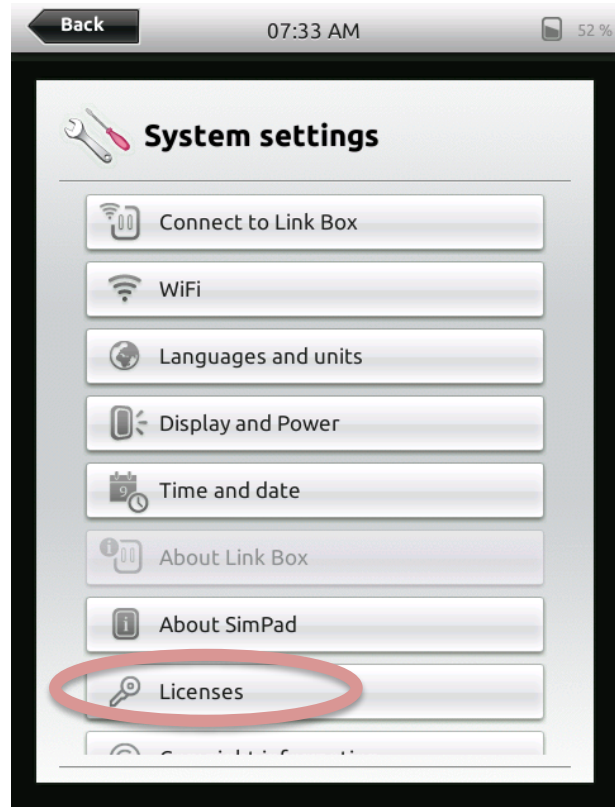 Back
07:33 AM
52 %
System settings
Connect to Link Box
WiFi
Languages and units
Display and Power
9
Time and date
About Link Box
About SimPad
Licenses